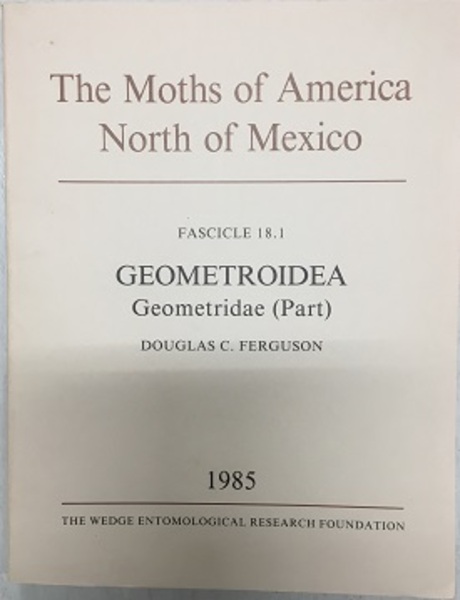 The Moths of America
North of Mexico
FASCICLE 18.1
GEOMETROIDEA
Geometridae (Part)
DOUGLAS C. FERGUSON
1985
THE WEDGE ENTOMOLOGICAL RESEARCH FOUNDATION